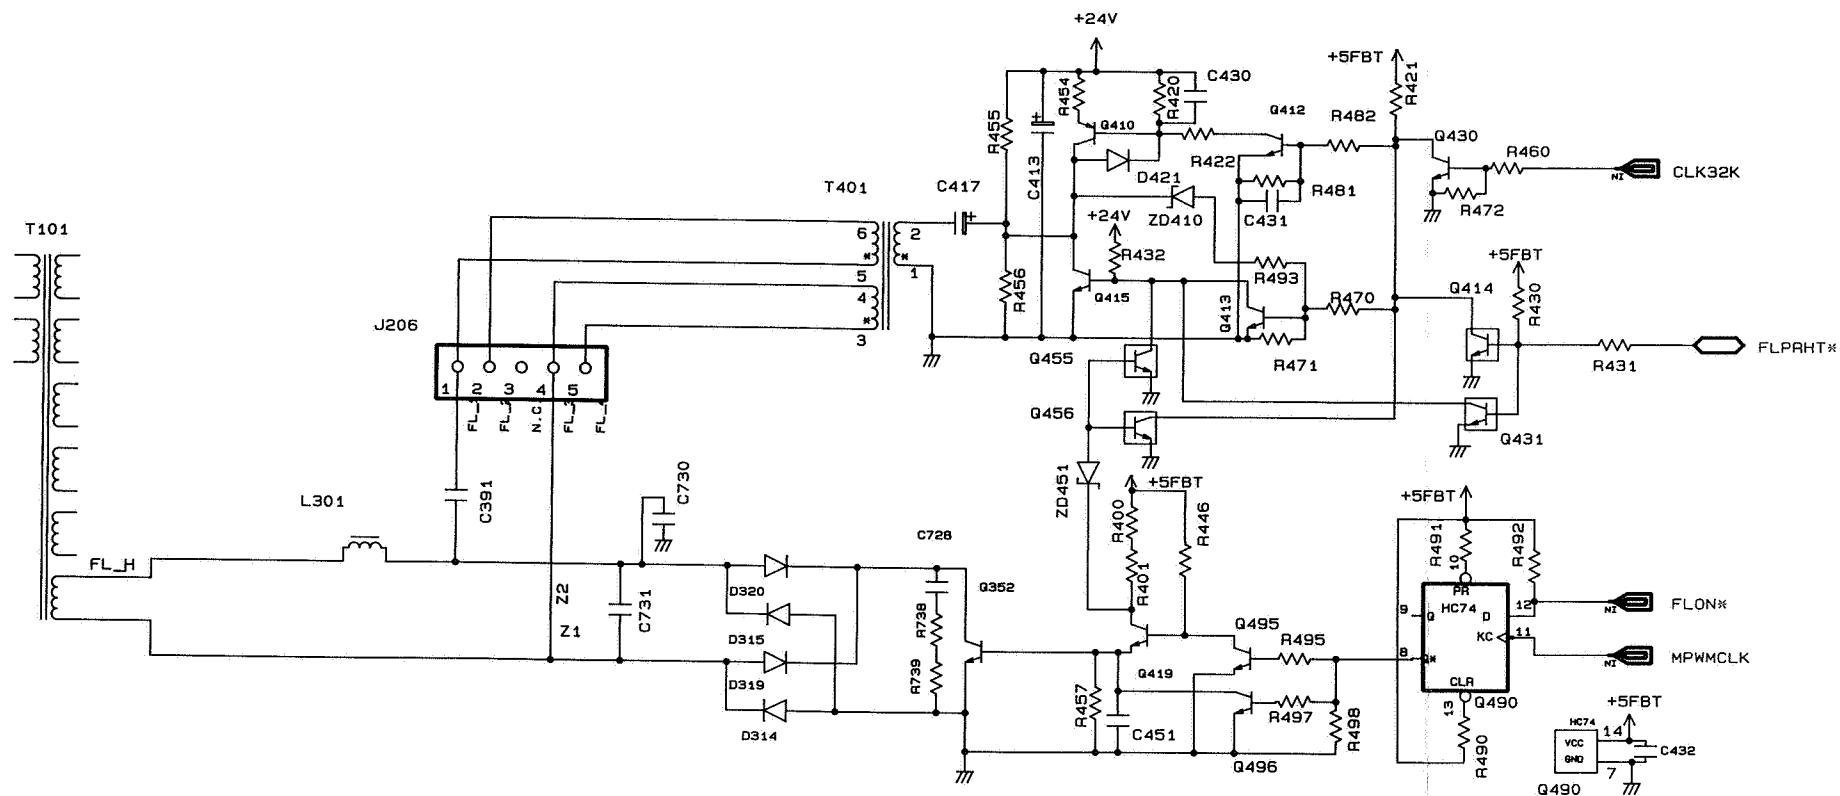 +24V
+5FBT
R421
C430
R454
R420
Q412
R482
Q410
Q430
R455
C413
R422
R460
D421
R481
CLK32K
NI
T401
C417
+
+
ZD410
C431
R472
+24V
T101
6
2
R432
+5FBT
*
*
5
1
R493
Q414
4
R456
Q415
Q413
R470
R430
J206
*
3
Q455
R471
R431
FLPRHT*
1
2
3
4
5
FL_
FL_
N.C.
FL_
FL_
Q456
Q431
C391
C730
ZD451
+5FBT
+5FBT
L301
R400
R446
R491
R492
C728
10
FL_H
R401
PR
Z2
D320
Q352
9
HC74
12
FLON*
NI
C731
R738
Q
D
Z1
D315
Q495
R495
KC
11
8
Q*
MPWMCLK
NI
D319
R739
Q419
CLR
R457
R497
13
Q490
+5FBT
D314
C451
R498
R490
HC74
14
VCC
C432
Q496
GND
7
Q490